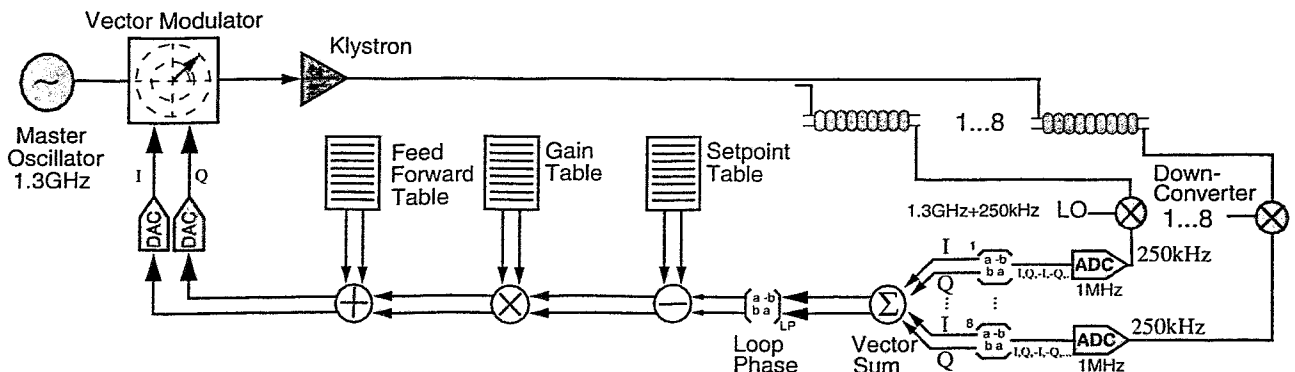 Vector Modulator
Klystron
~
Master
Oscillator
1.3GHz
I
Q
DAC
DAC
Feed
Forward
Table
Gain
Table
Setpoint
Table
1...8
Down-
Converter
1...8
1.3GHz+250kHz
LO
250kHz
ADC
1MHz
I,Q,-I,-Q,..
1
a -b
b a
I
Q
Σ
Vector
Sum
a -b
b a
LP
Loop
Phase
−
×
+
...
...
I
Q
8
a -b
b a
I,Q,-I,-Q,...
ADC
1MHz
250kHz